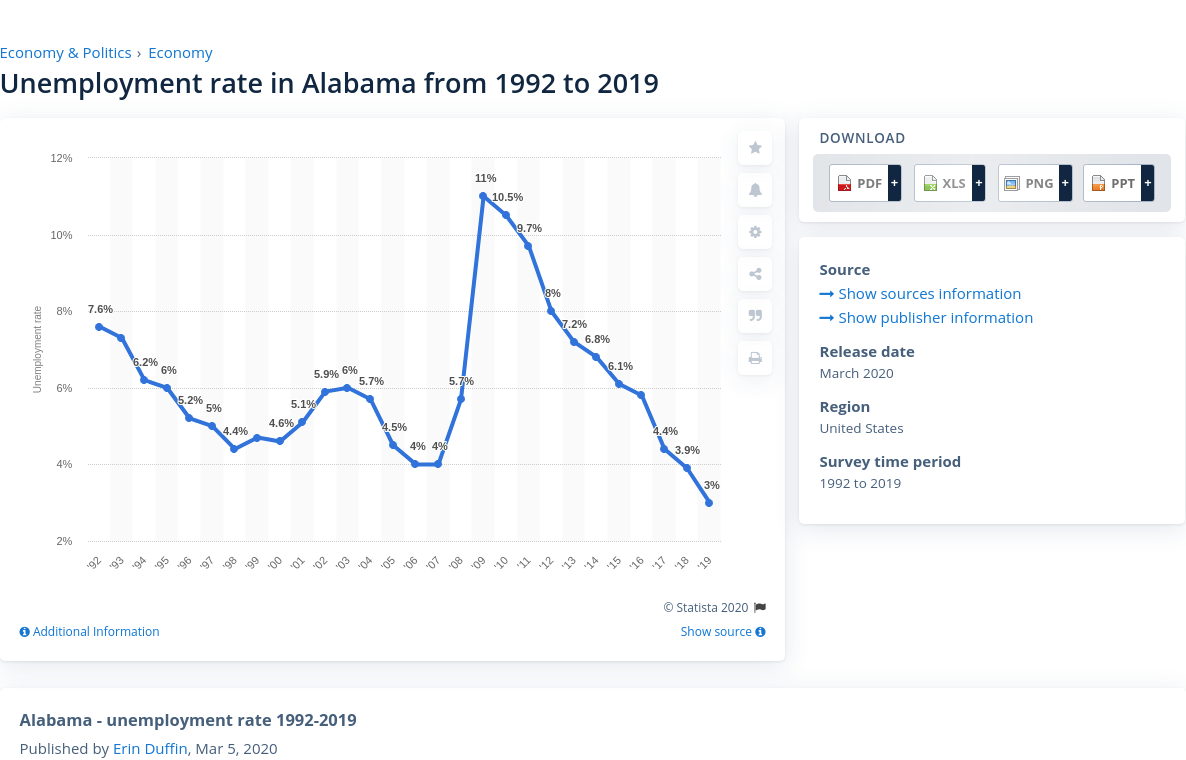 Economy & Politics › Economy
Unemployment rate in Alabama from 1992 to 2019
12%
10%
8%
6%
4%
2%
Unemployment rate
7.6%
6.2%
6%
5.2%
5%
4.4%
4.6%
5.1%
5.9%
6%
5.7%
4.5%
4%
4%
5.7%
11%
10.5%
9.7%
8%
7.2%
6.8%
6.1%
4.4%
3.9%
3%
'92 '93 '94 '95 '96 '97 '98 '99 '00 '01 '02 '03 '04 '05 '06 '07 '08 '09 '10 '11 '12 '13 '14 '15 '16 '17 '18 '19
© Statista 2020
Additional Information
Show source
DOWNLOAD
PDF + XLS + PNG + PPT +
Source
Show sources information
Show publisher information
Release date
March 2020
Region
United States
Survey time period
1992 to 2019
Alabama - unemployment rate 1992-2019
Published by Erin Duffin, Mar 5, 2020